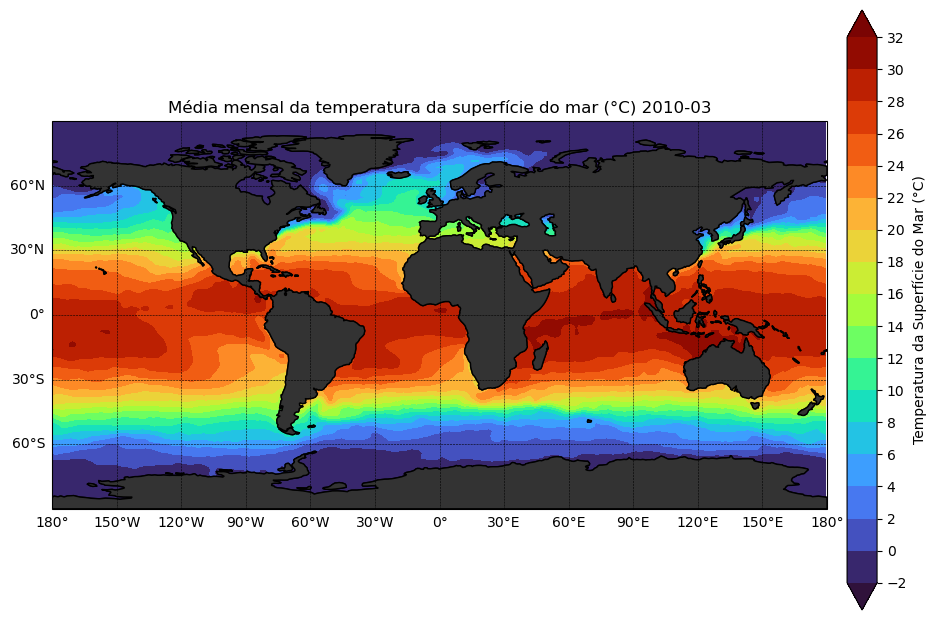 Média mensal da temperatura da superfície do mar (°C) 2010-03
60°N
30°N
0°
30°S
60°S
180° 150°W 120°W 90°W 60°W 30°W 0° 30°E 60°E 90°E 120°E 150°E 180°
32
30
28
26
24
22
20
18
16
14
12
10
8
6
4
2
0
−2
Temperatura da Superfície do Mar (°C)